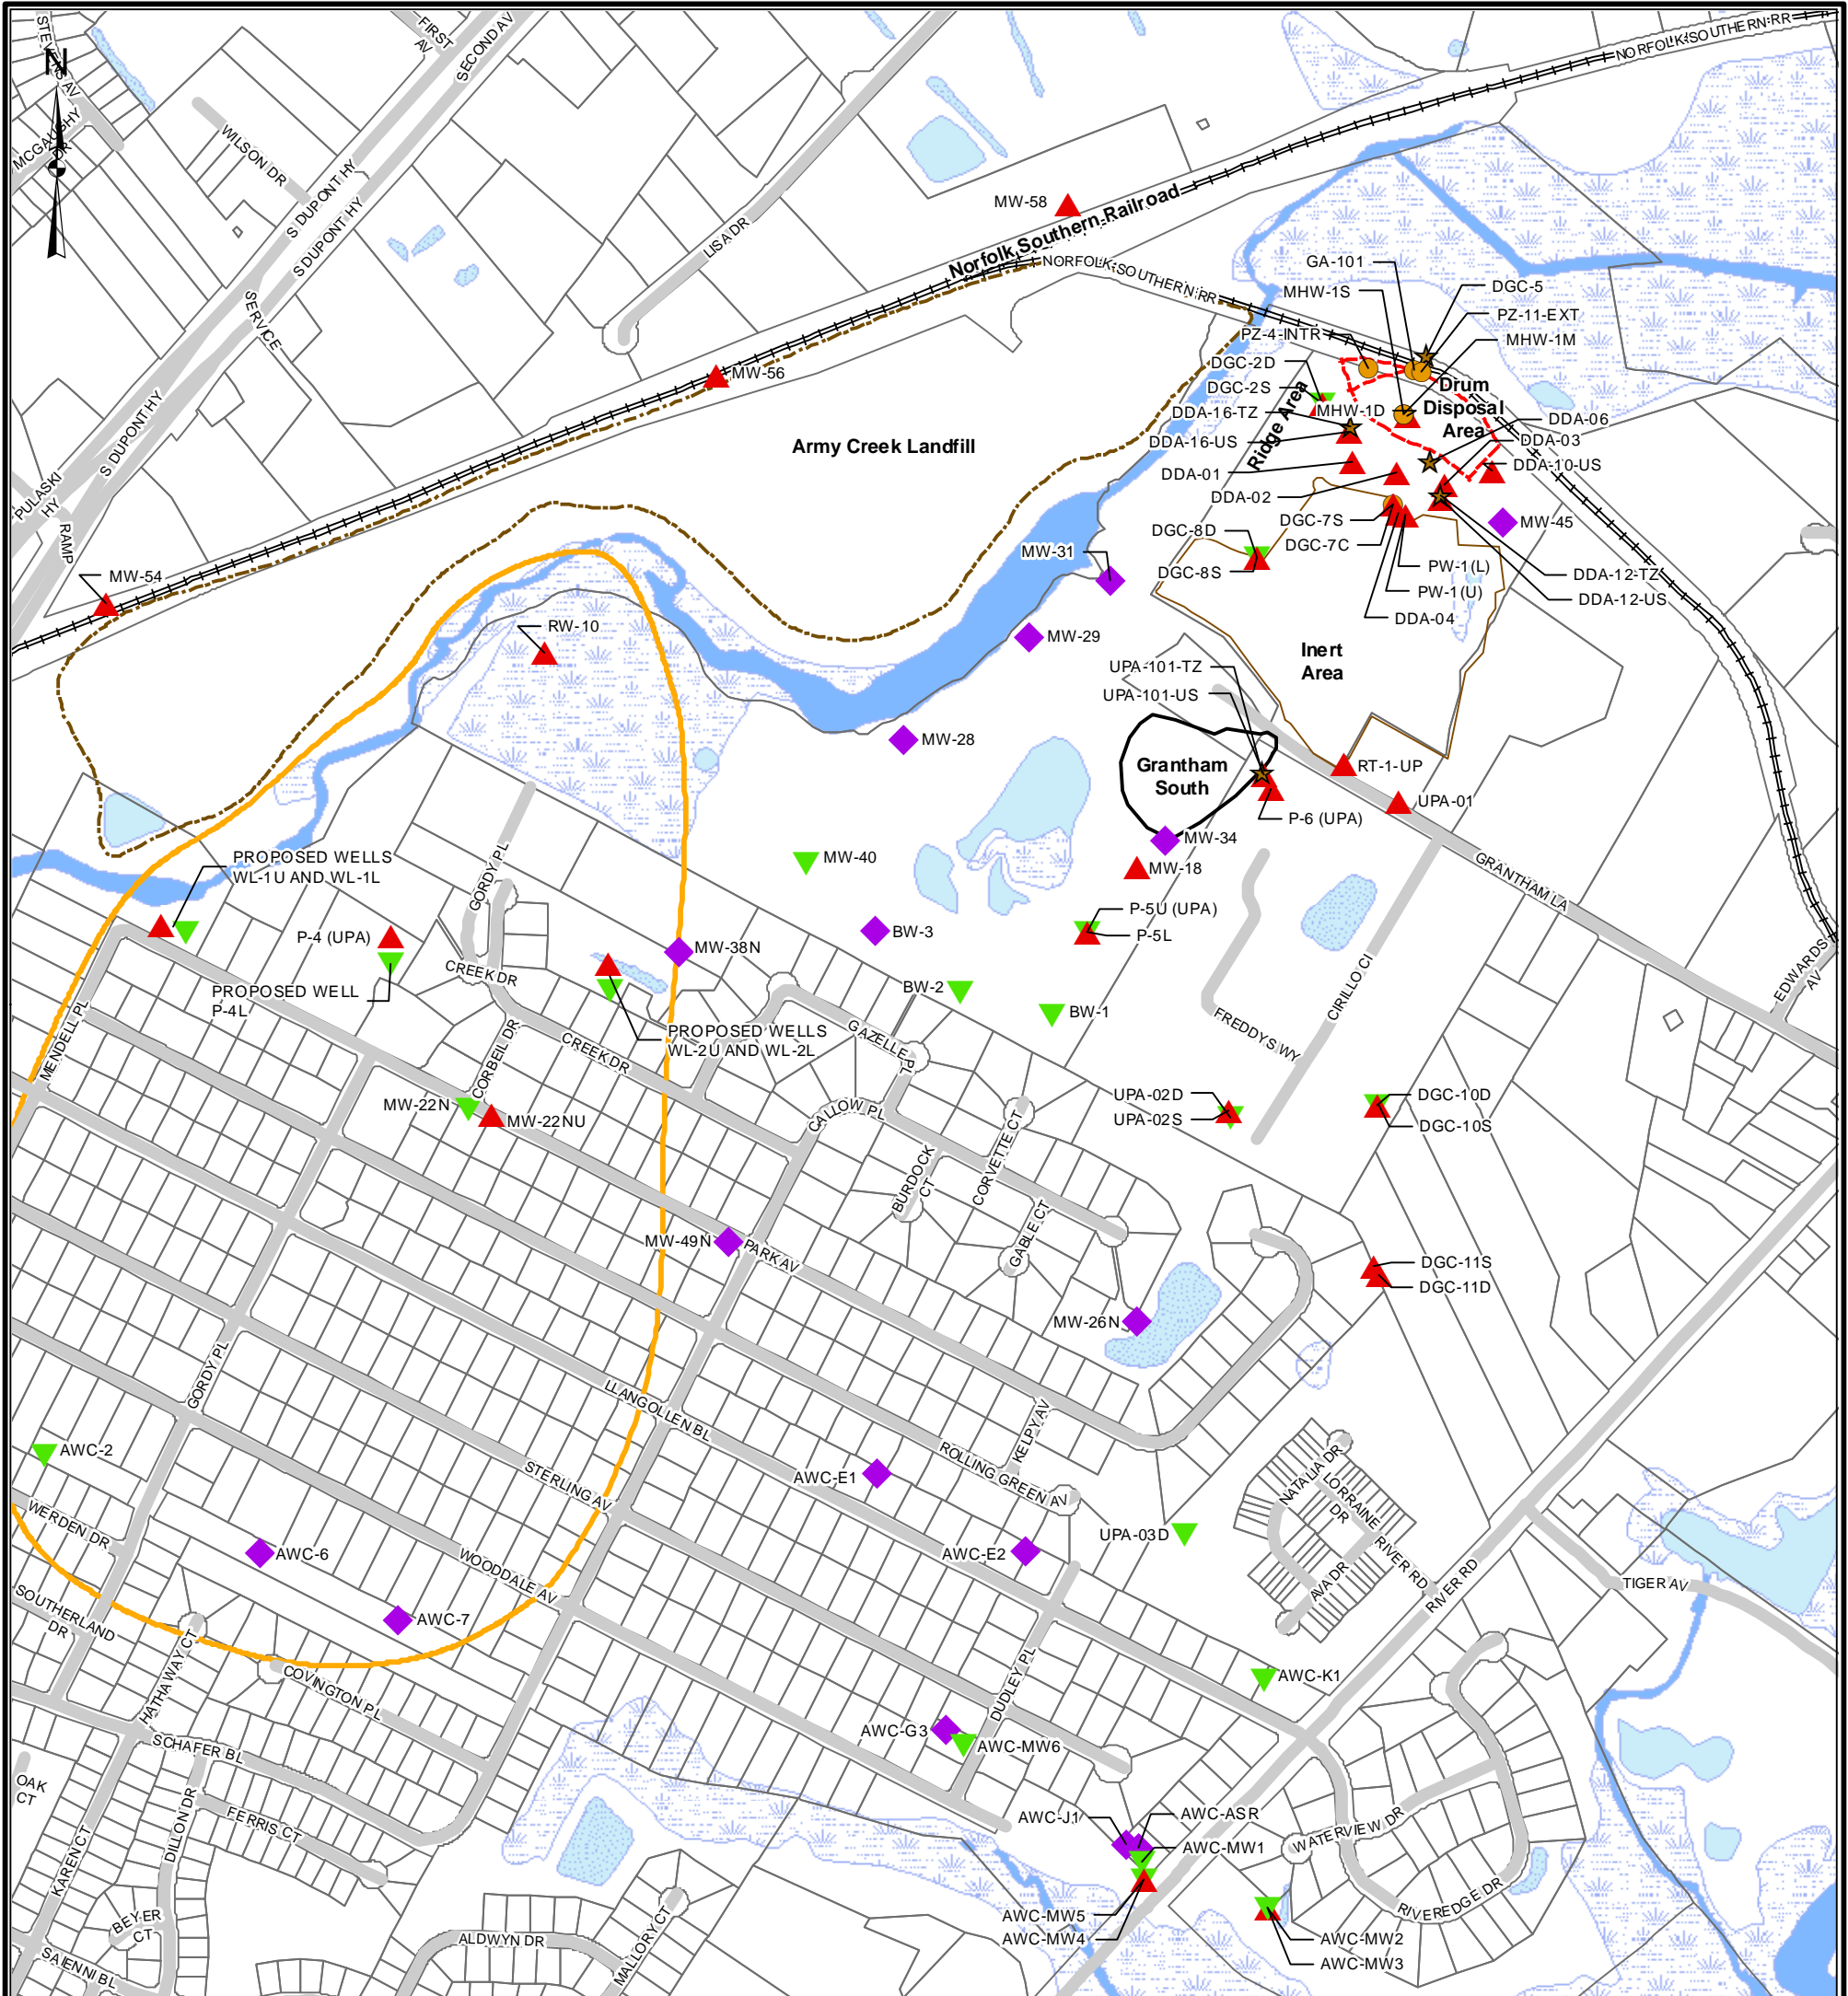 FIRST
AV
SECOND AV
STEVENS AV
N
MCGAUGHY
DR
WILSON DR
S DUPONT HY
S DUPONT HY
SERVICE
LISA DR
NORFOLK SOUTHERN RR
MW-58
Norfolk Southern Railroad
NORFOLK SOUTHERN RR
GA-101
MHW-1S
DGC-5
PZ-11-EXT
MHW-1M
PZ-4-INTR
DGC-2D
DGC-2S
Ridge Area
MHW-1D
Drum
Disposal
Area
DDA-16-TZ
DDA-16-US
DDA-06
DDA-03
DDA-10-US
DDA-01
DDA-02
MW-56
Army Creek Landfill
S DUPONT HY
PULASKI
HY
RAMP
MW-54
RW-10
MW-31
MW-29
MW-28
DGC-8D
DGC-8S
DGC-7S
DGC-7C
MW-45
PW-1 (L)
PW-1 (U)
DDA-04
DDA-12-TZ
DDA-12-US
Inert
Area
UPA-101-TZ
UPA-101-US
Grantham
South
RT-1-UP
UPA-01
P-6 (UPA)
MW-34
MW-18
GRANTHAM LA
EDWARDS
AV
MW-40
BW-3
P-5U (UPA)
P-5L
BW-2
BW-1
PROPOSED WELLS
WL-1U AND WL-1L
P-4 (UPA)
PROPOSED WELL
P-4L
GORDY PL
CREEK DR
MW-38N
PROPOSED WELLS
WL-2U AND WL-2L
MENDELL PL
CORBEIL DR
CREEK DR
GAZELLE PL
FREDDYS WY
CIRILLO CI
MW-22N
MW-22NU
CALLOW PL
BURDOCK
CT
CORVETTE CT
GABLE CT
UPA-02D
UPA-02S
DGC-10D
DGC-10S
MW-49N
PARK AV
DGC-11S
DGC-11D
MW-26N
GORDY PL
LLANGOLLEN BL
KELPY AV
ROLLING GREEN AV
STERLING AV
AWC-2
AWC-E1
NATALIA DR
LORRAINE
DR
WERDEN DR
AWC-6
WOODDALE AV
AWC-E2
UPA-03D
AVA DR
RIVER RD
RIVER RD
TIGER AV
SOUTHERLAND
DR
AWC-7
HATHAWAY CT
COVINGTON PL
DUDLEY PL
AWC-K1
AWC-G3
AWC-MW6
SCHAFER BL
OAK
CT
FERRIS CT
DILLON DR
KAREN CT
AWC-J1
AWC-ASR
AWC-MW1
WATERVIEW DR
RIVEREDGE DR
AWC-MW5
AWC-MW4
AWC-MW2
AWC-MW3
BEYER
CT
SAIENNI BL
ALDWYN DR
MALLORY CT